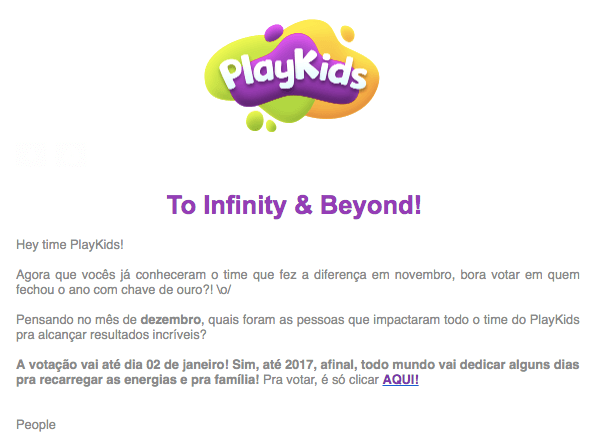 PlayKids
To Infinity & Beyond!
Hey time PlayKids!
Agora que vocês já conheceram o time que fez a diferença em novembro, bora votar em quem
fechou o ano com chave de ouro?! \o/
Pensando no mês de dezembro, quais foram as pessoas que impactaram todo o time do PlayKids
pra alcançar resultados incríveis?
A votação vai até dia 02 de janeiro! Sim, até 2017, afinal, todo mundo vai dedicar alguns dias
pra recarregar as energias e pra família! Pra votar, é só clicar AQUI!
People